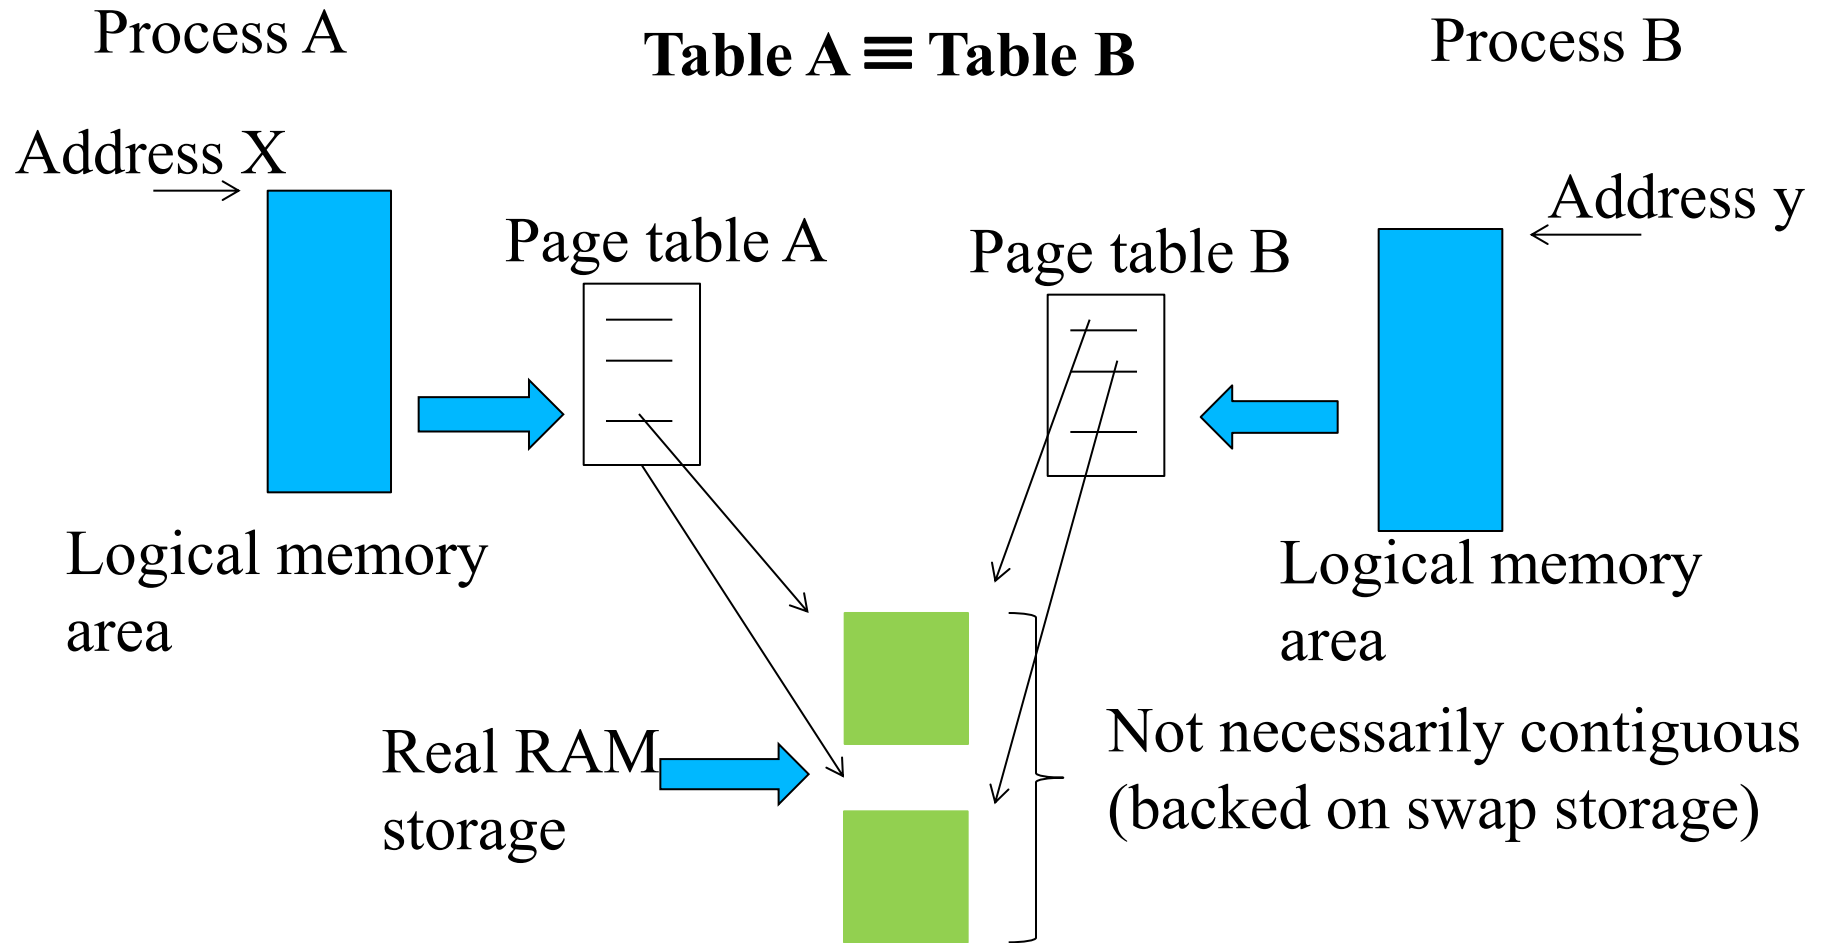 Process A
Table A ≡ Table B
Process B
Address X
Address y
Page table A
Page table B
Logical memory
area
Logical memory
area
Real RAM
storage
Not necessarily contiguous
(backed on swap storage)